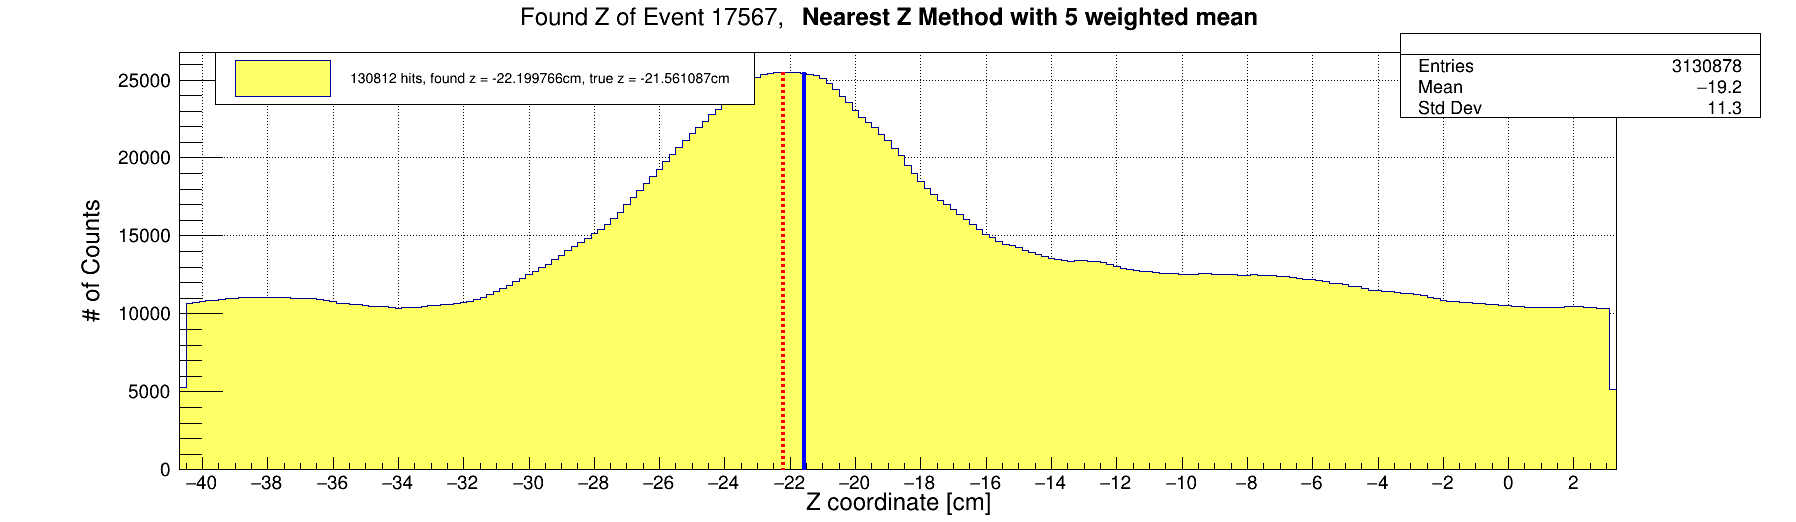 Found Z of Event 17567,   Nearest Z Method with 5 weighted mean
130812 hits, found z = -22.199766cm, true z = -21.561087cm
Entries 3130878
Mean −19.2
Std Dev 11.3
# of Counts
25000
20000
15000
10000
5000
0
−40 −38 −36 −34 −32 −30 −28 −26 −24 −22 −20 −18 −16 −14 −12 −10 −8 −6 −4 −2 0 2
Z coordinate [cm]